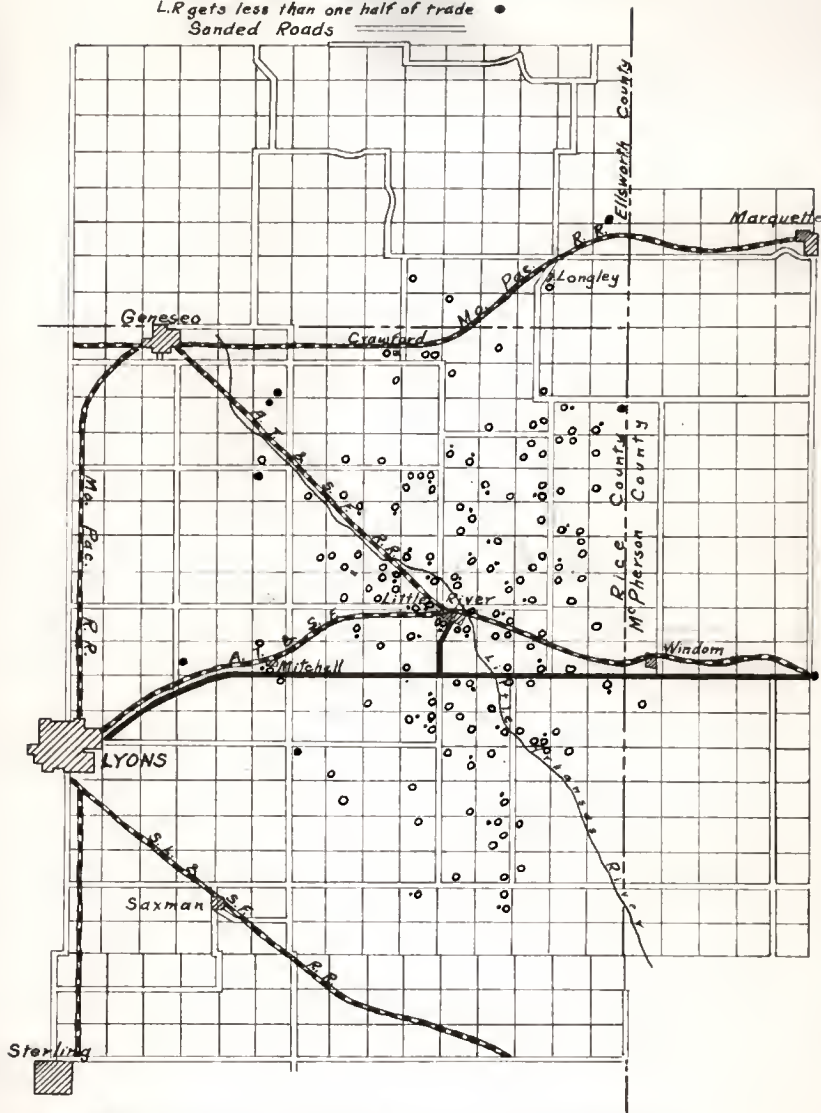 L.R gets less than one half of trade
Sanded Roads
Ellsworth County
Marquette
Mo. Pac. R. R.
Longley
Geneseo
Crawford
A. T. & S. F. R. R.
Rice County
McPherson County
Mo. Pac. R. R.
Little River
A. T. & S. F.
Mitchell
Windom
LYONS
Little Arkansas River
S. L. & S. F. R. R.
Saxman
Sterling